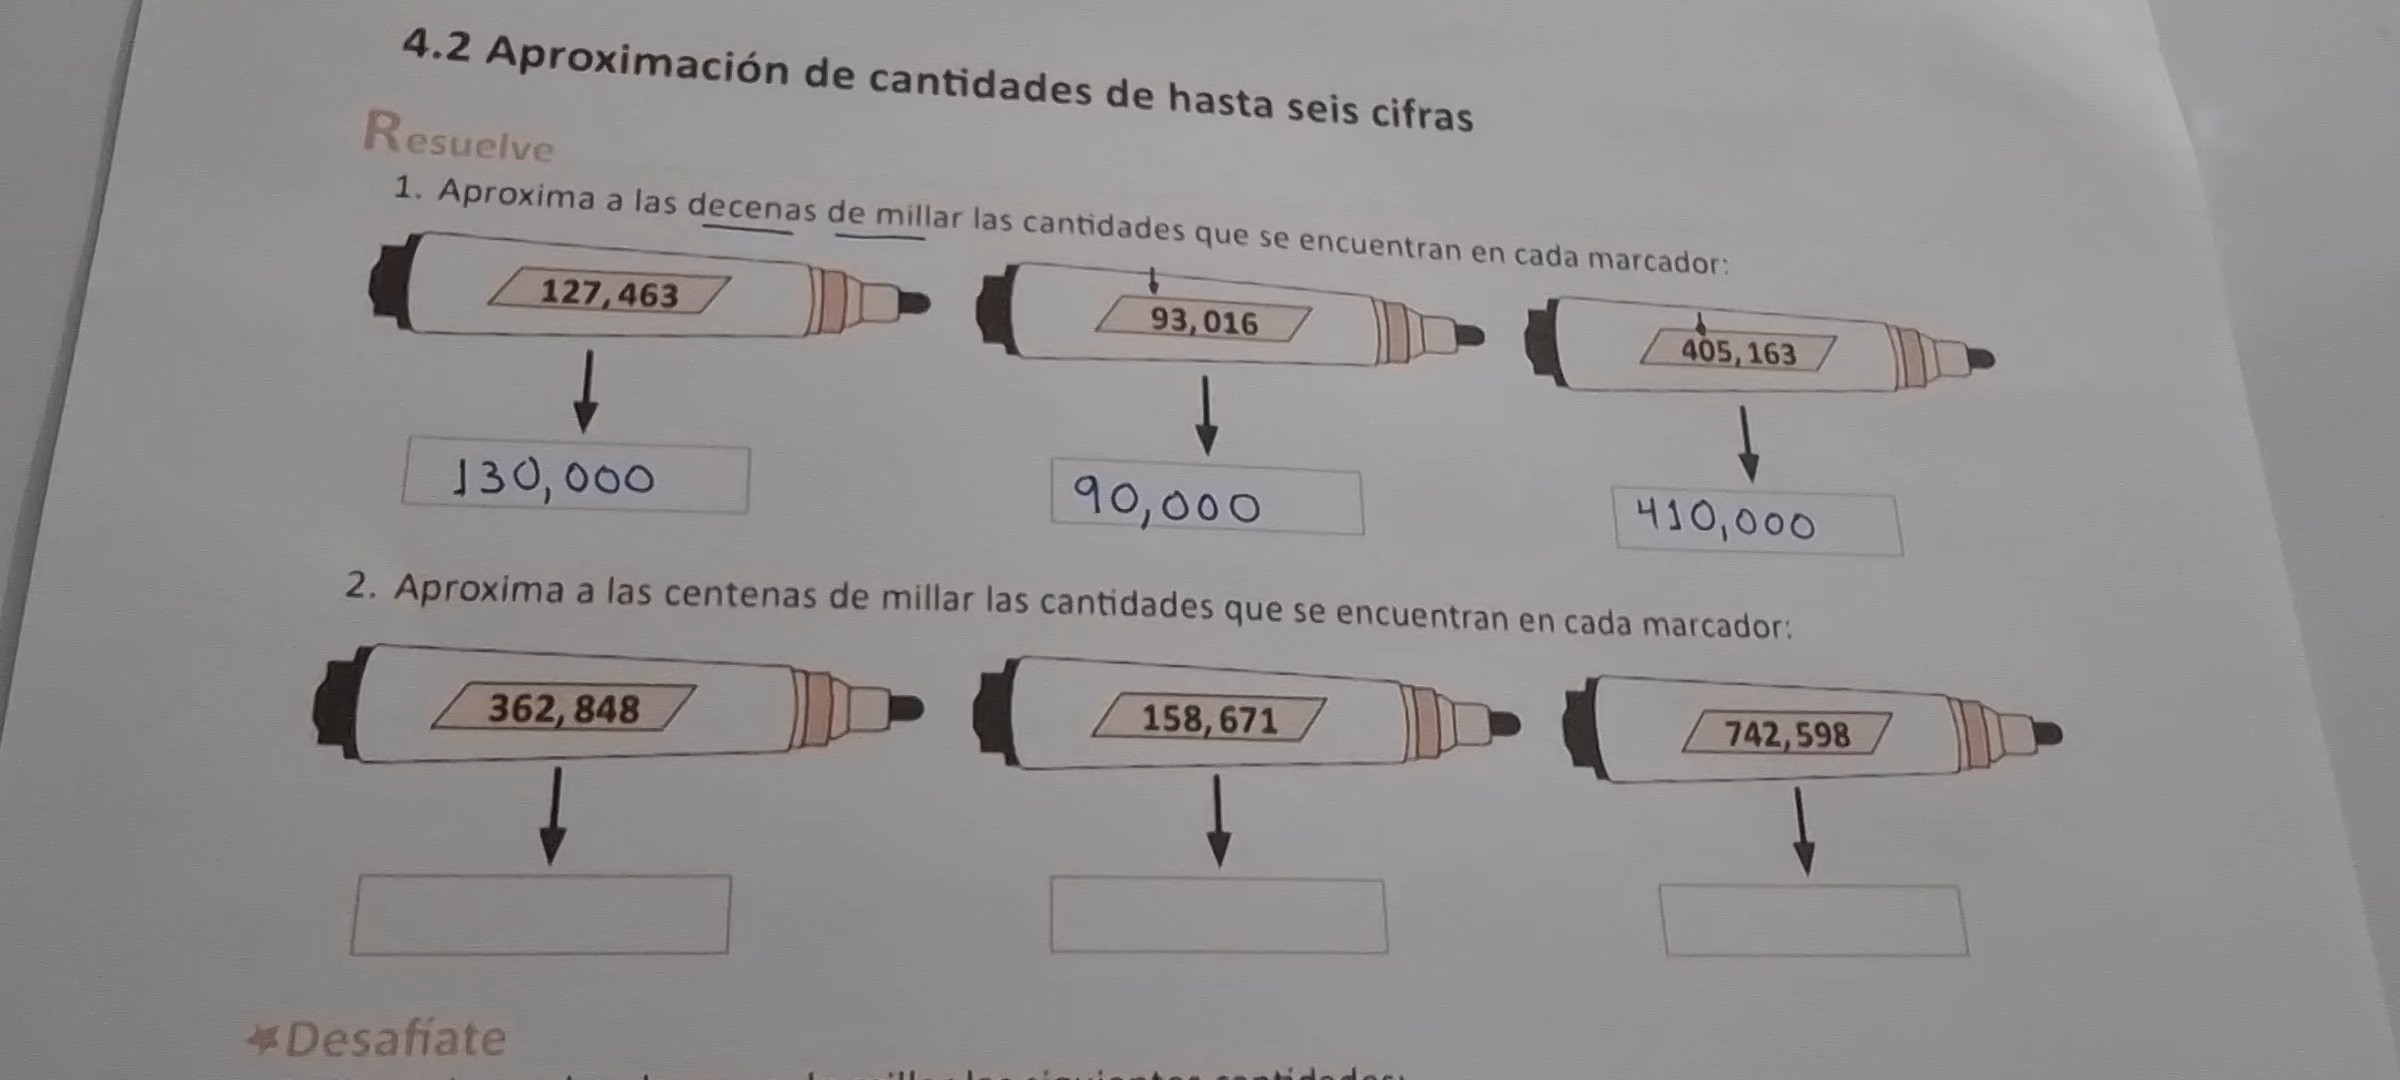 4.2 Aproximación de cantidades de hasta seis cifras
Resuelve
1. Aproxima a las decenas de millar las cantidades que se encuentran en cada marcador:
127,463
93,016
405,163
130,000
90,000
410,000
2. Aproxima a las centenas de millar las cantidades que se encuentran en cada marcador:
362,848
158,671
742,598
Desafíate